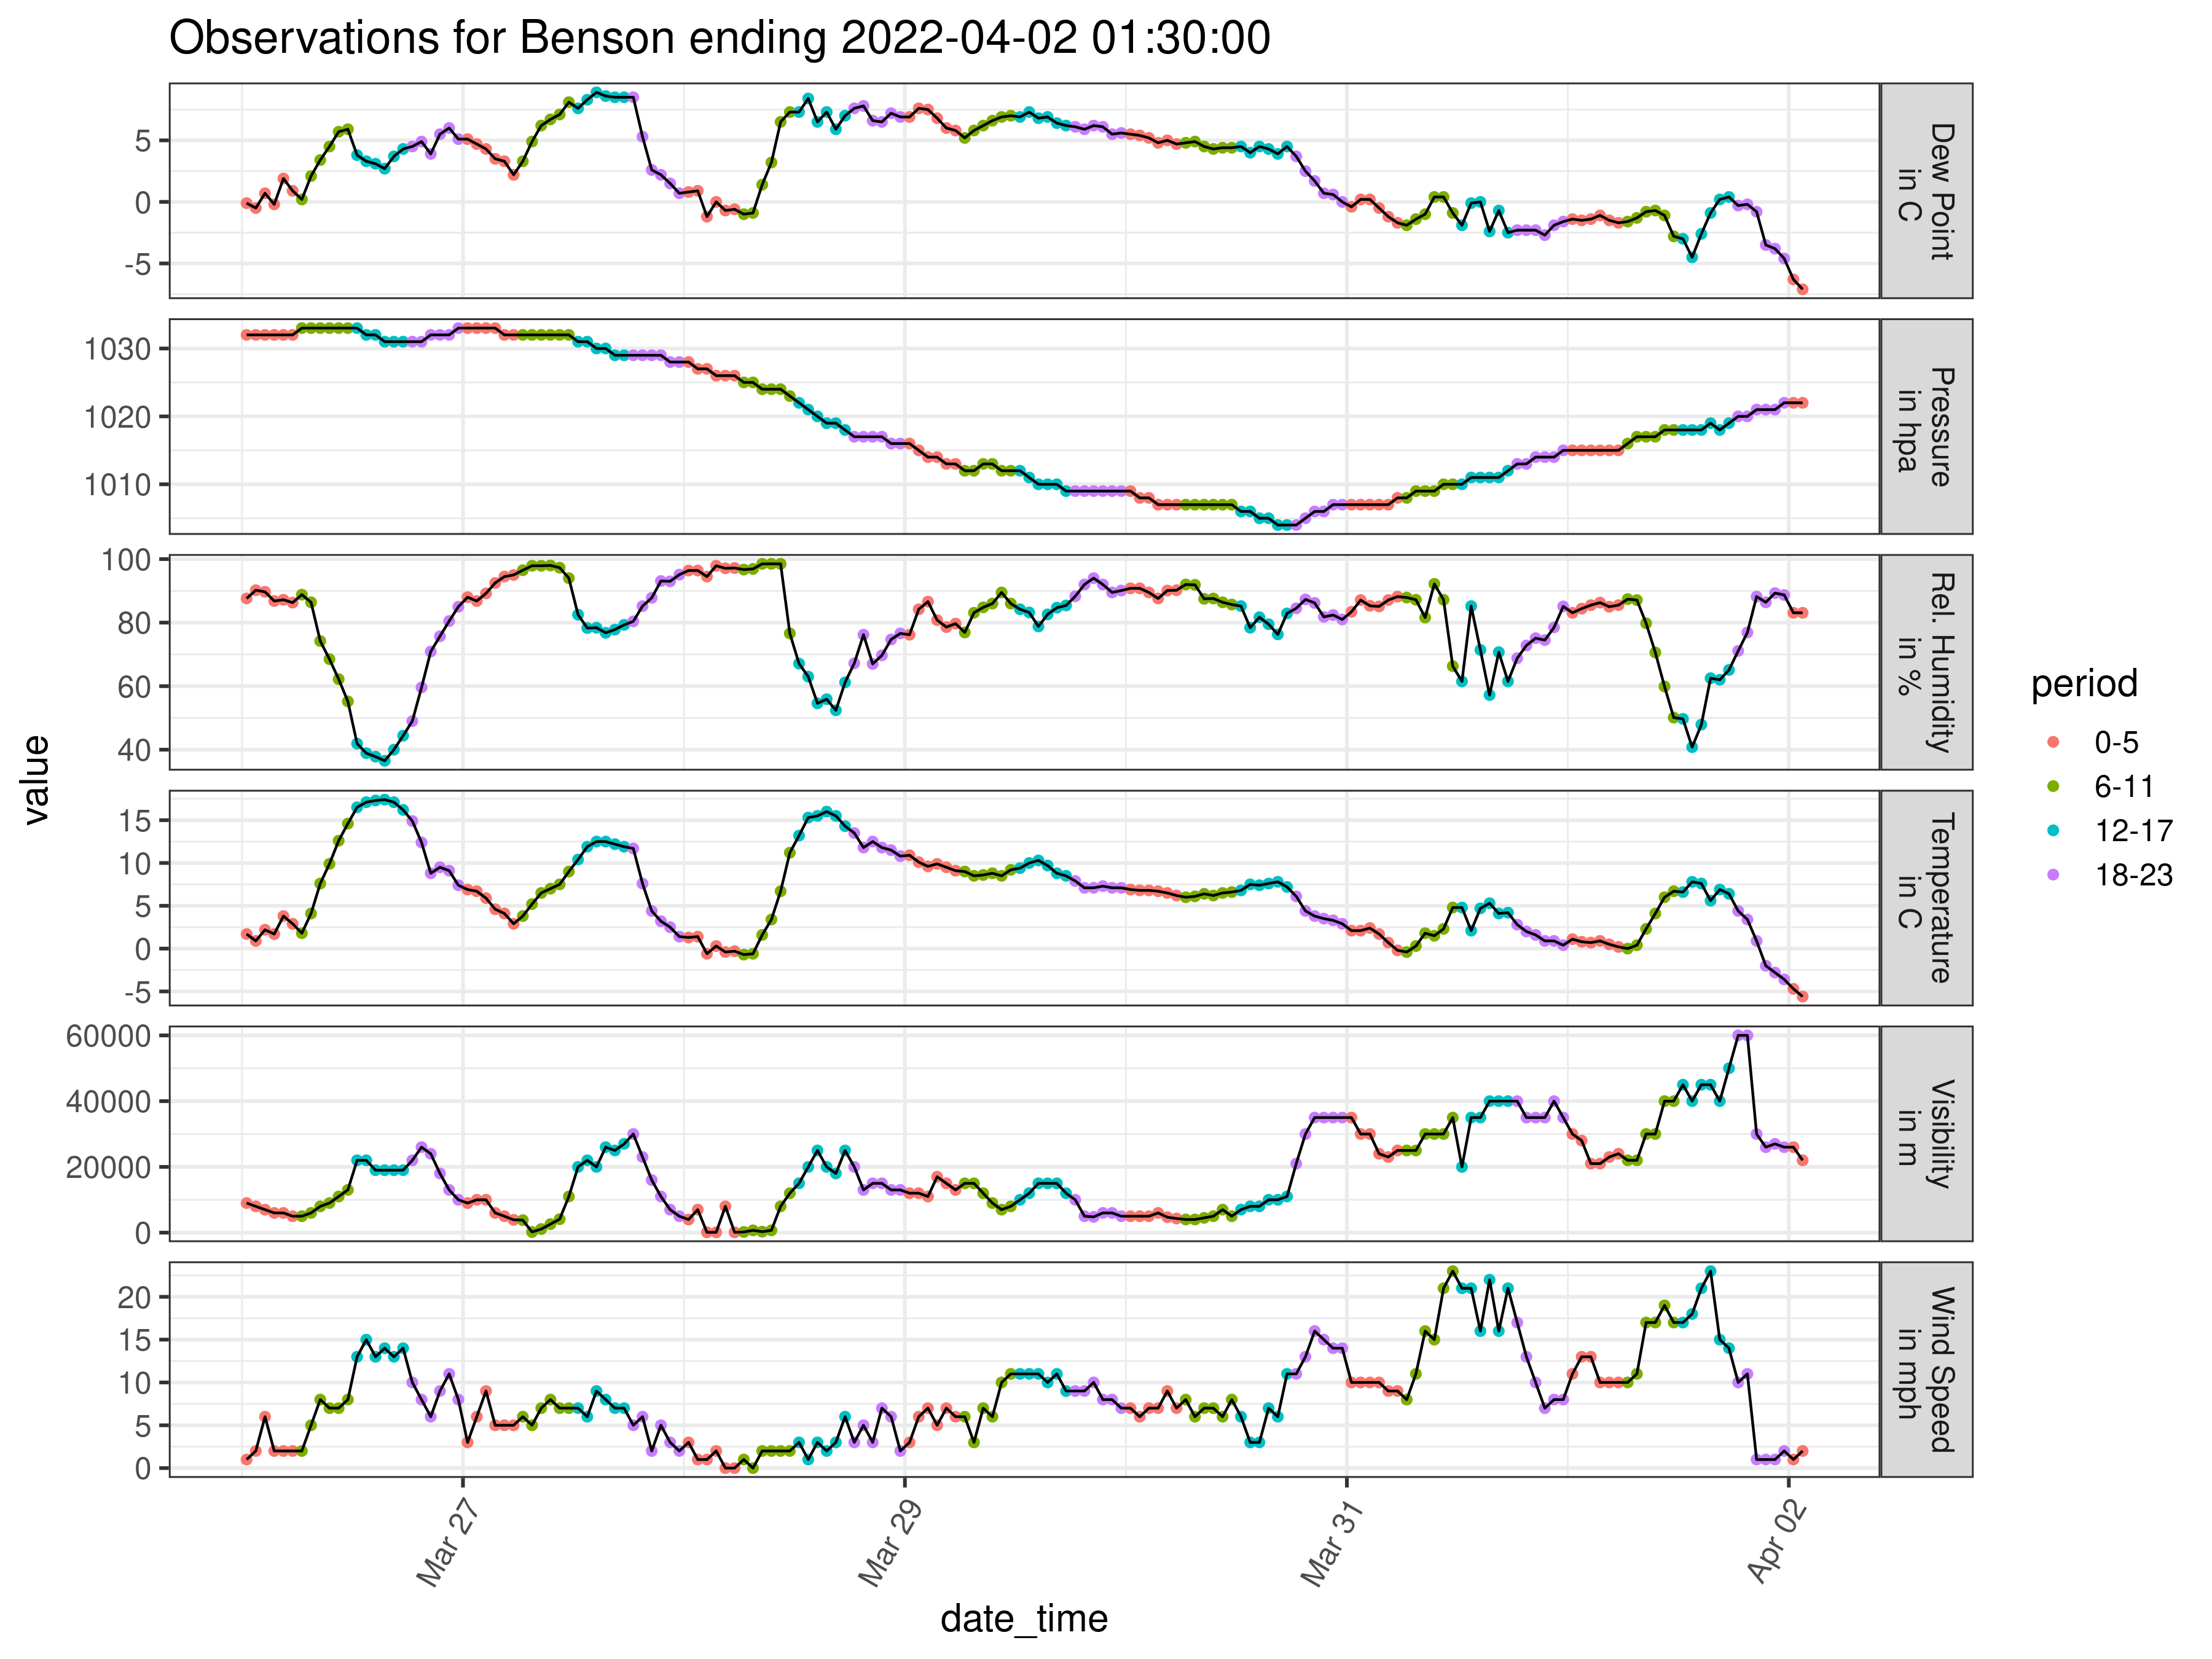 Observations for Benson ending 2022-04-02 01:30:00
value
5
0
-5
Dew Point
in C
1030
1020
1010
Pressure
in hpa
100
80
60
40
Rel. Humidity
in %
15
10
5
0
-5
Temperature
in C
60000
40000
20000
0
Visibility
in m
20
15
10
5
0
Wind Speed
in mph
Mar 27
Mar 29
Mar 31
Apr 02
date_time
period
0-5
6-11
12-17
18-23